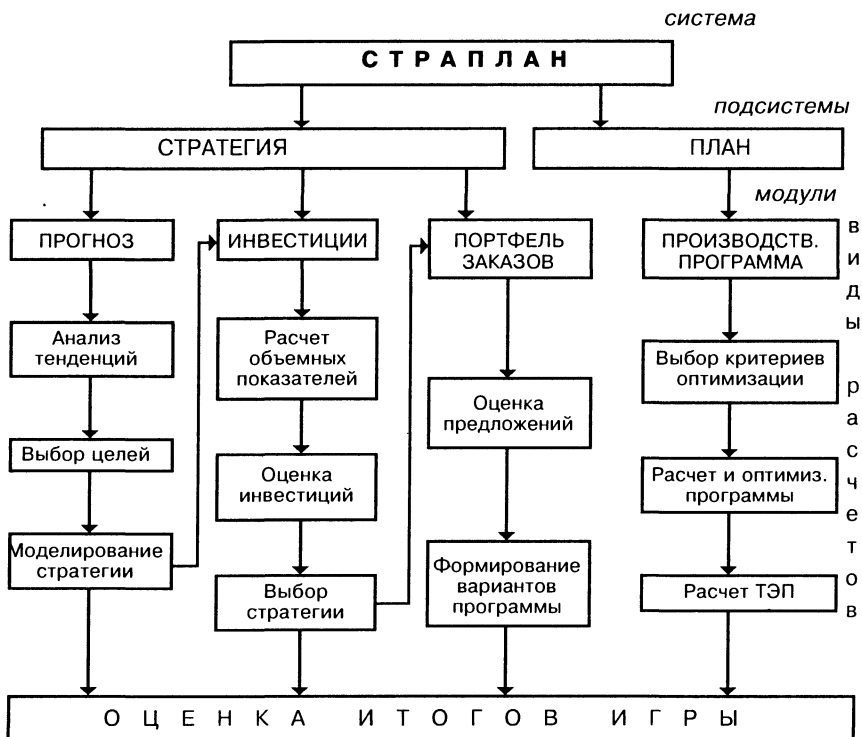 система
СТРАПЛАН
подсистемы
СТРАТЕГИЯ
ПЛАН
модули
ПРОГНОЗ
ИНВЕСТИЦИИ
ПОРТФЕЛЬ
ЗАКАЗОВ
ПРОИЗВОДСТВ.
ПРОГРАММА
виды расчетов
Анализ
тенденций
Выбор целей
Моделирование
стратегии
Расчет
объемных
показателей
Оценка
инвестиций
Выбор
стратегии
Оценка
предложений
Формирование
вариантов
программы
Выбор критериев
оптимизации
Расчет и оптимиз.
программы
Расчет ТЭП
ОЦЕНКА ИТОГОВ ИГРЫ